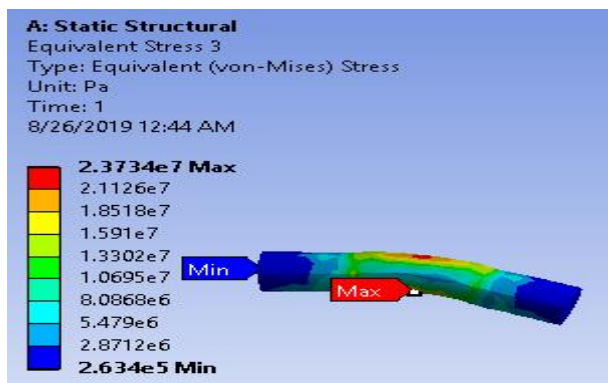 A: Static Structural
Equivalent Stress 3
Type: Equivalent (von-Mises) Stress
Unit: Pa
Time: 1
8/26/2019 12:44 AM
2.3734e7 Max
2.1126e7
1.8518e7
1.591e7
1.3302e7
1.0695e7
8.0868e6
5.479e6
2.8712e6
2.634e5 Min
Min
Max